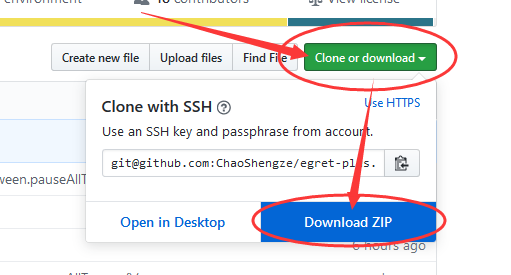 environment
contributors
View license
Create new file Upload files Find File Clone or download
Clone with SSH Use HTTPS
Use an SSH key and passphrase from account.
git@github.com:ChaoShengze/egret-plus.
ween.pauseAllT
Open in Desktop Download ZIP
6 hours ago